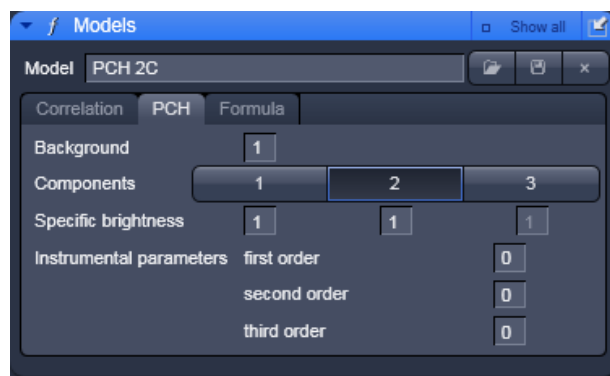 f Models Show all
Model PCH 2C ×
Correlation PCH Formula
Background 1
Components 1 2 3
Specific brightness 1 1 1
Instrumental parameters first order 0
second order 0
third order 0